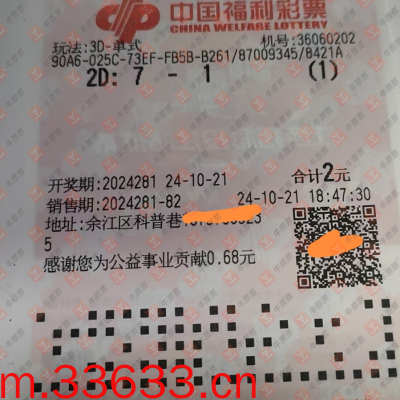 中国福利彩票
CHINA WELFARE LOTTERY
玩法:3D-单式 机号:36060202
90A6-025C-73EF-FB5B-B261/87009345/8421A
2D: 7 - 1 (1)
开奖期:2024281 24-10-21 合计2元
销售期:2024281-82 24-10-21 18:47:30
地址:余江区科普巷
5
感谢您为公益事业贡献0.68元
m.33633.cn